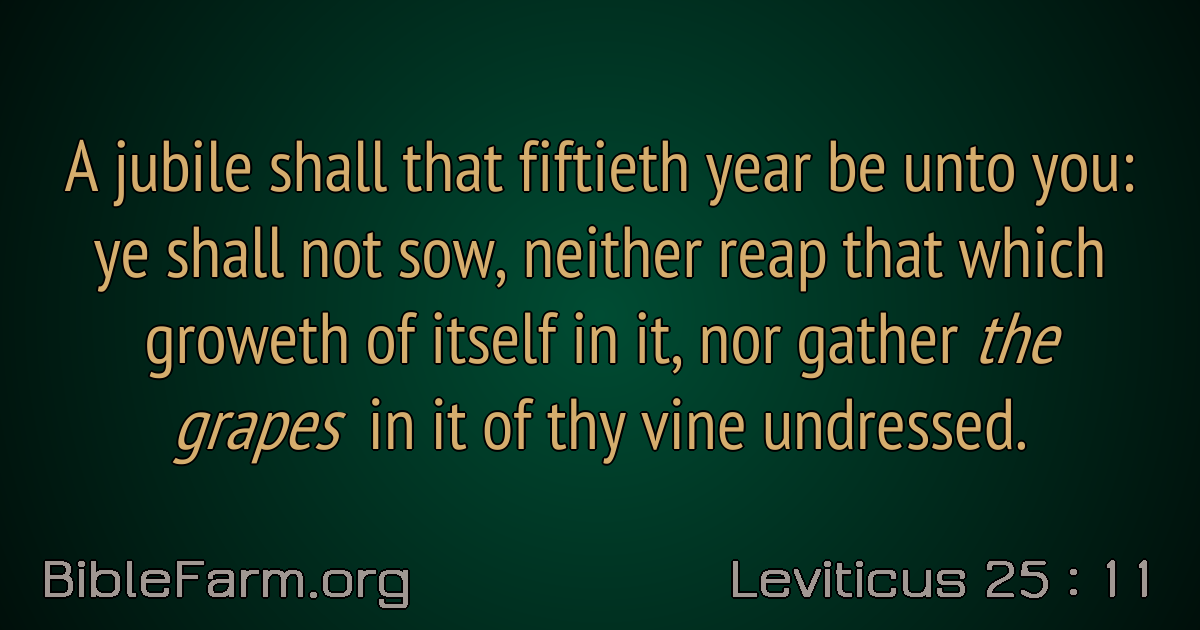 A jubile shall that fiftieth year be unto you:
ye shall not sow, neither reap that which
groweth of itself in it, nor gather the
grapes in it of thy vine undressed.
BibleFarm.org
Leviticus 25 : 11